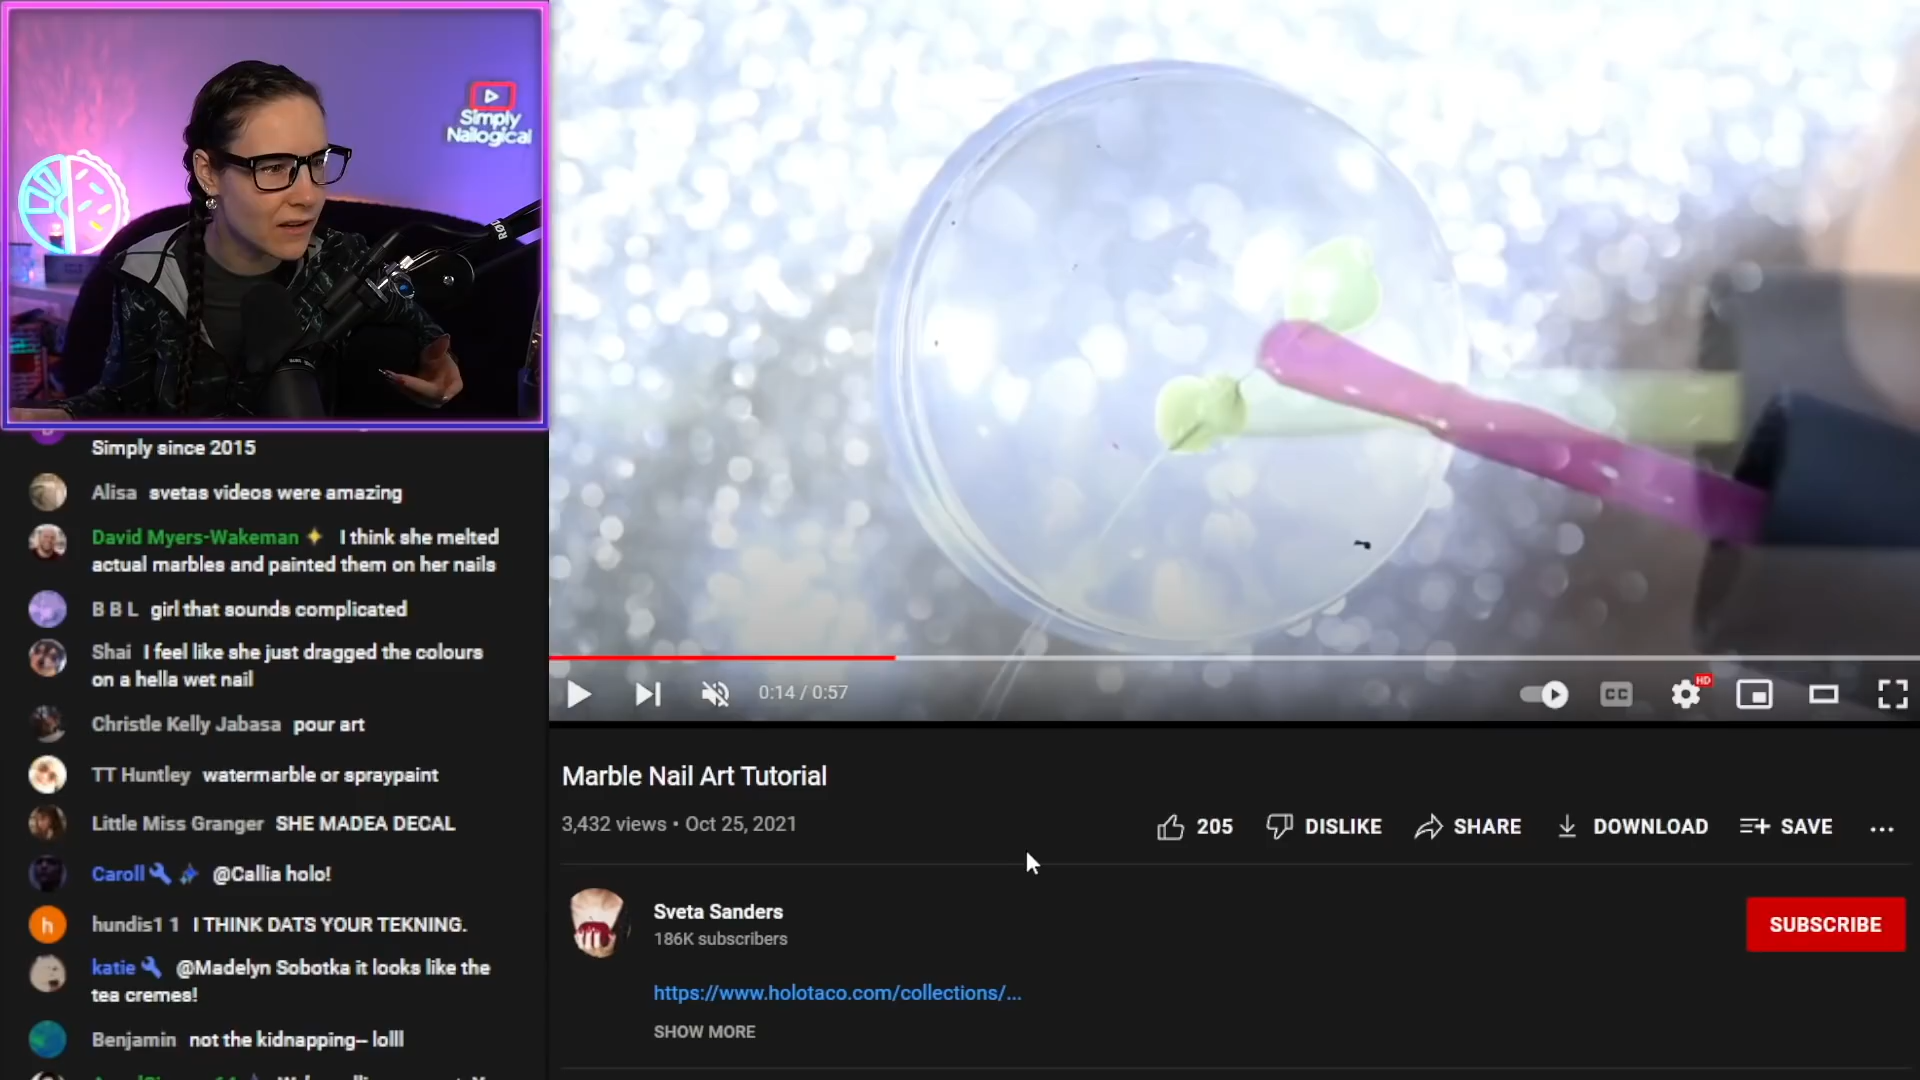 Simply
Nailogical
RØD
Simply since 2015
Alisa svetas videos were amazing
David Myers-Wakeman I think she melted
actual marbles and painted them on her nails
B B L girl that sounds complicated
Shai I feel like she just dragged the colours
on a hella wet nail
Christle Kelly Jabasa pour art
TT Huntley watermarble or spraypaint
Little Miss Granger SHE MADEA DECAL
Caroll @Callia holo!
h
hundis1 1 I THINK DATS YOUR TEKNING.
katie @Madelyn Sobotka it looks like the
tea cremes!
Benjamin not the kidnapping-- lolll
0:14 / 0:57
CC
HD
Marble Nail Art Tutorial
3,432 views • Oct 25, 2021
205 DISLIKE SHARE DOWNLOAD SAVE
Sveta Sanders
186K subscribers
SUBSCRIBE
https://www.holotaco.com/collections/...
SHOW MORE